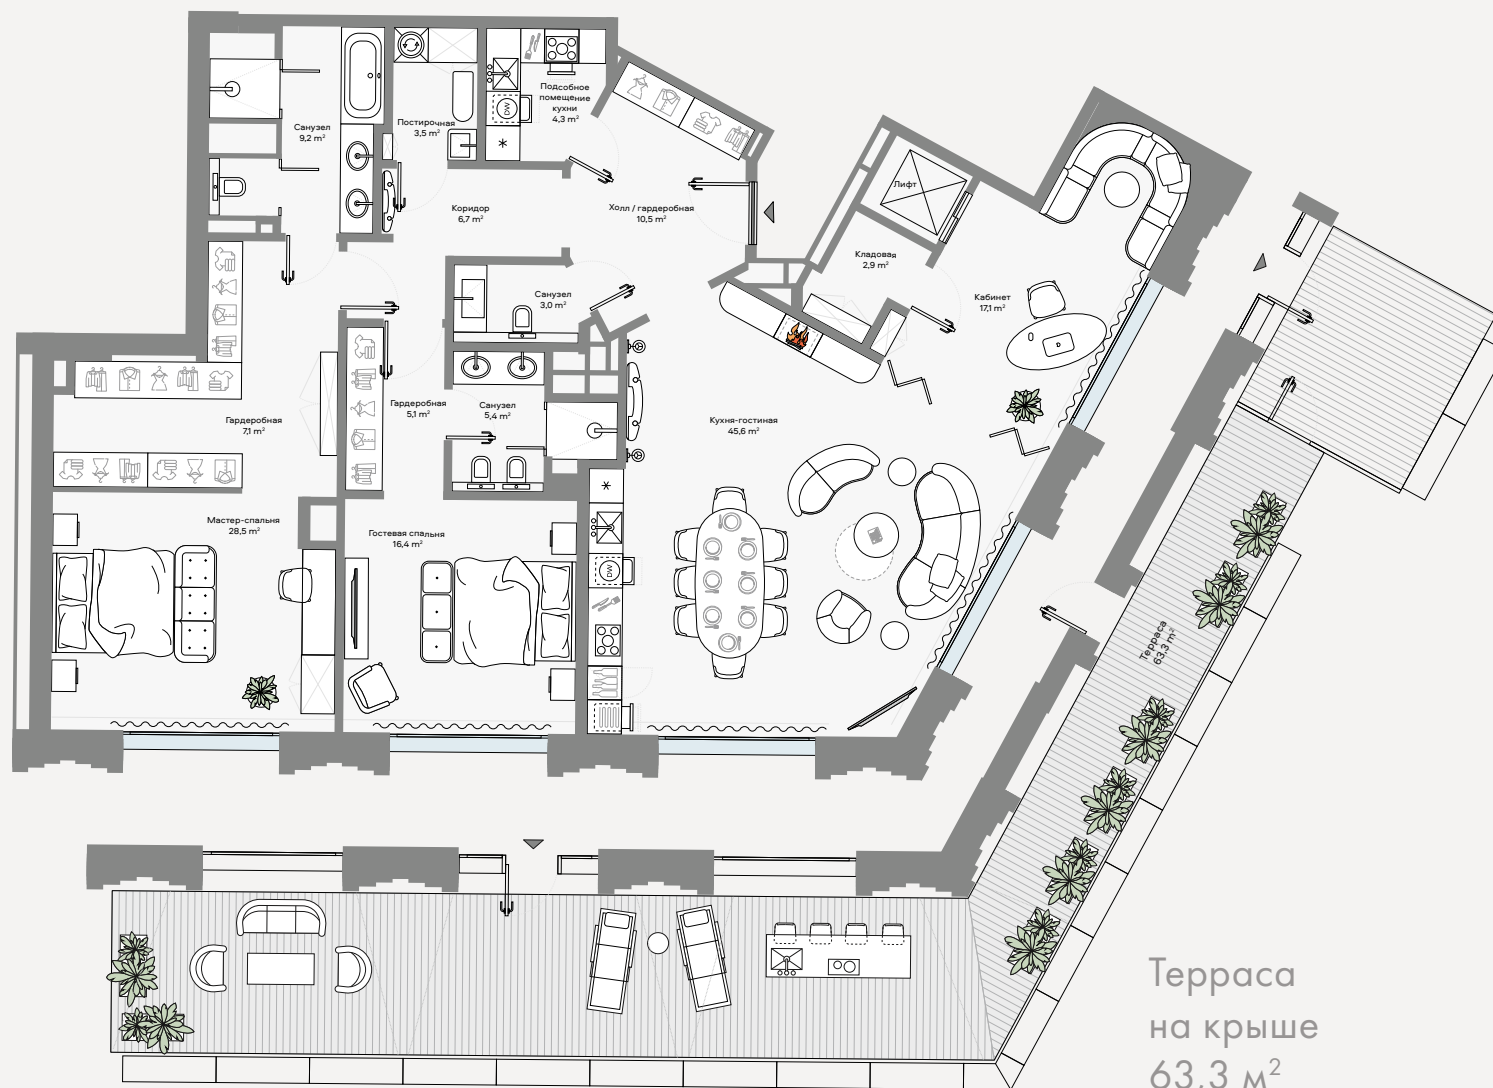 Подсобное
помещение
кухни
4,3 m²
Постирочная
3,5 m²
Санузел
9,2 m²
DW
Лифт
Коридор
6,7 m²
Холл / гардеробная
10,5 m²
Кладовая
2,9 m²
Санузел
3,0 m²
Кабинет
17,1 m²
Гардеробная
7,1 m²
Гардеробная
5,1 m²
Санузел
5,4 m²
Кухня-гостиная
45,6 m²
Мастер-спальня
28,5 m²
Гостевая спальня
16,4 m²
DW
Терраса
63,3 m²
Терраса
на крыше
63,3 м²